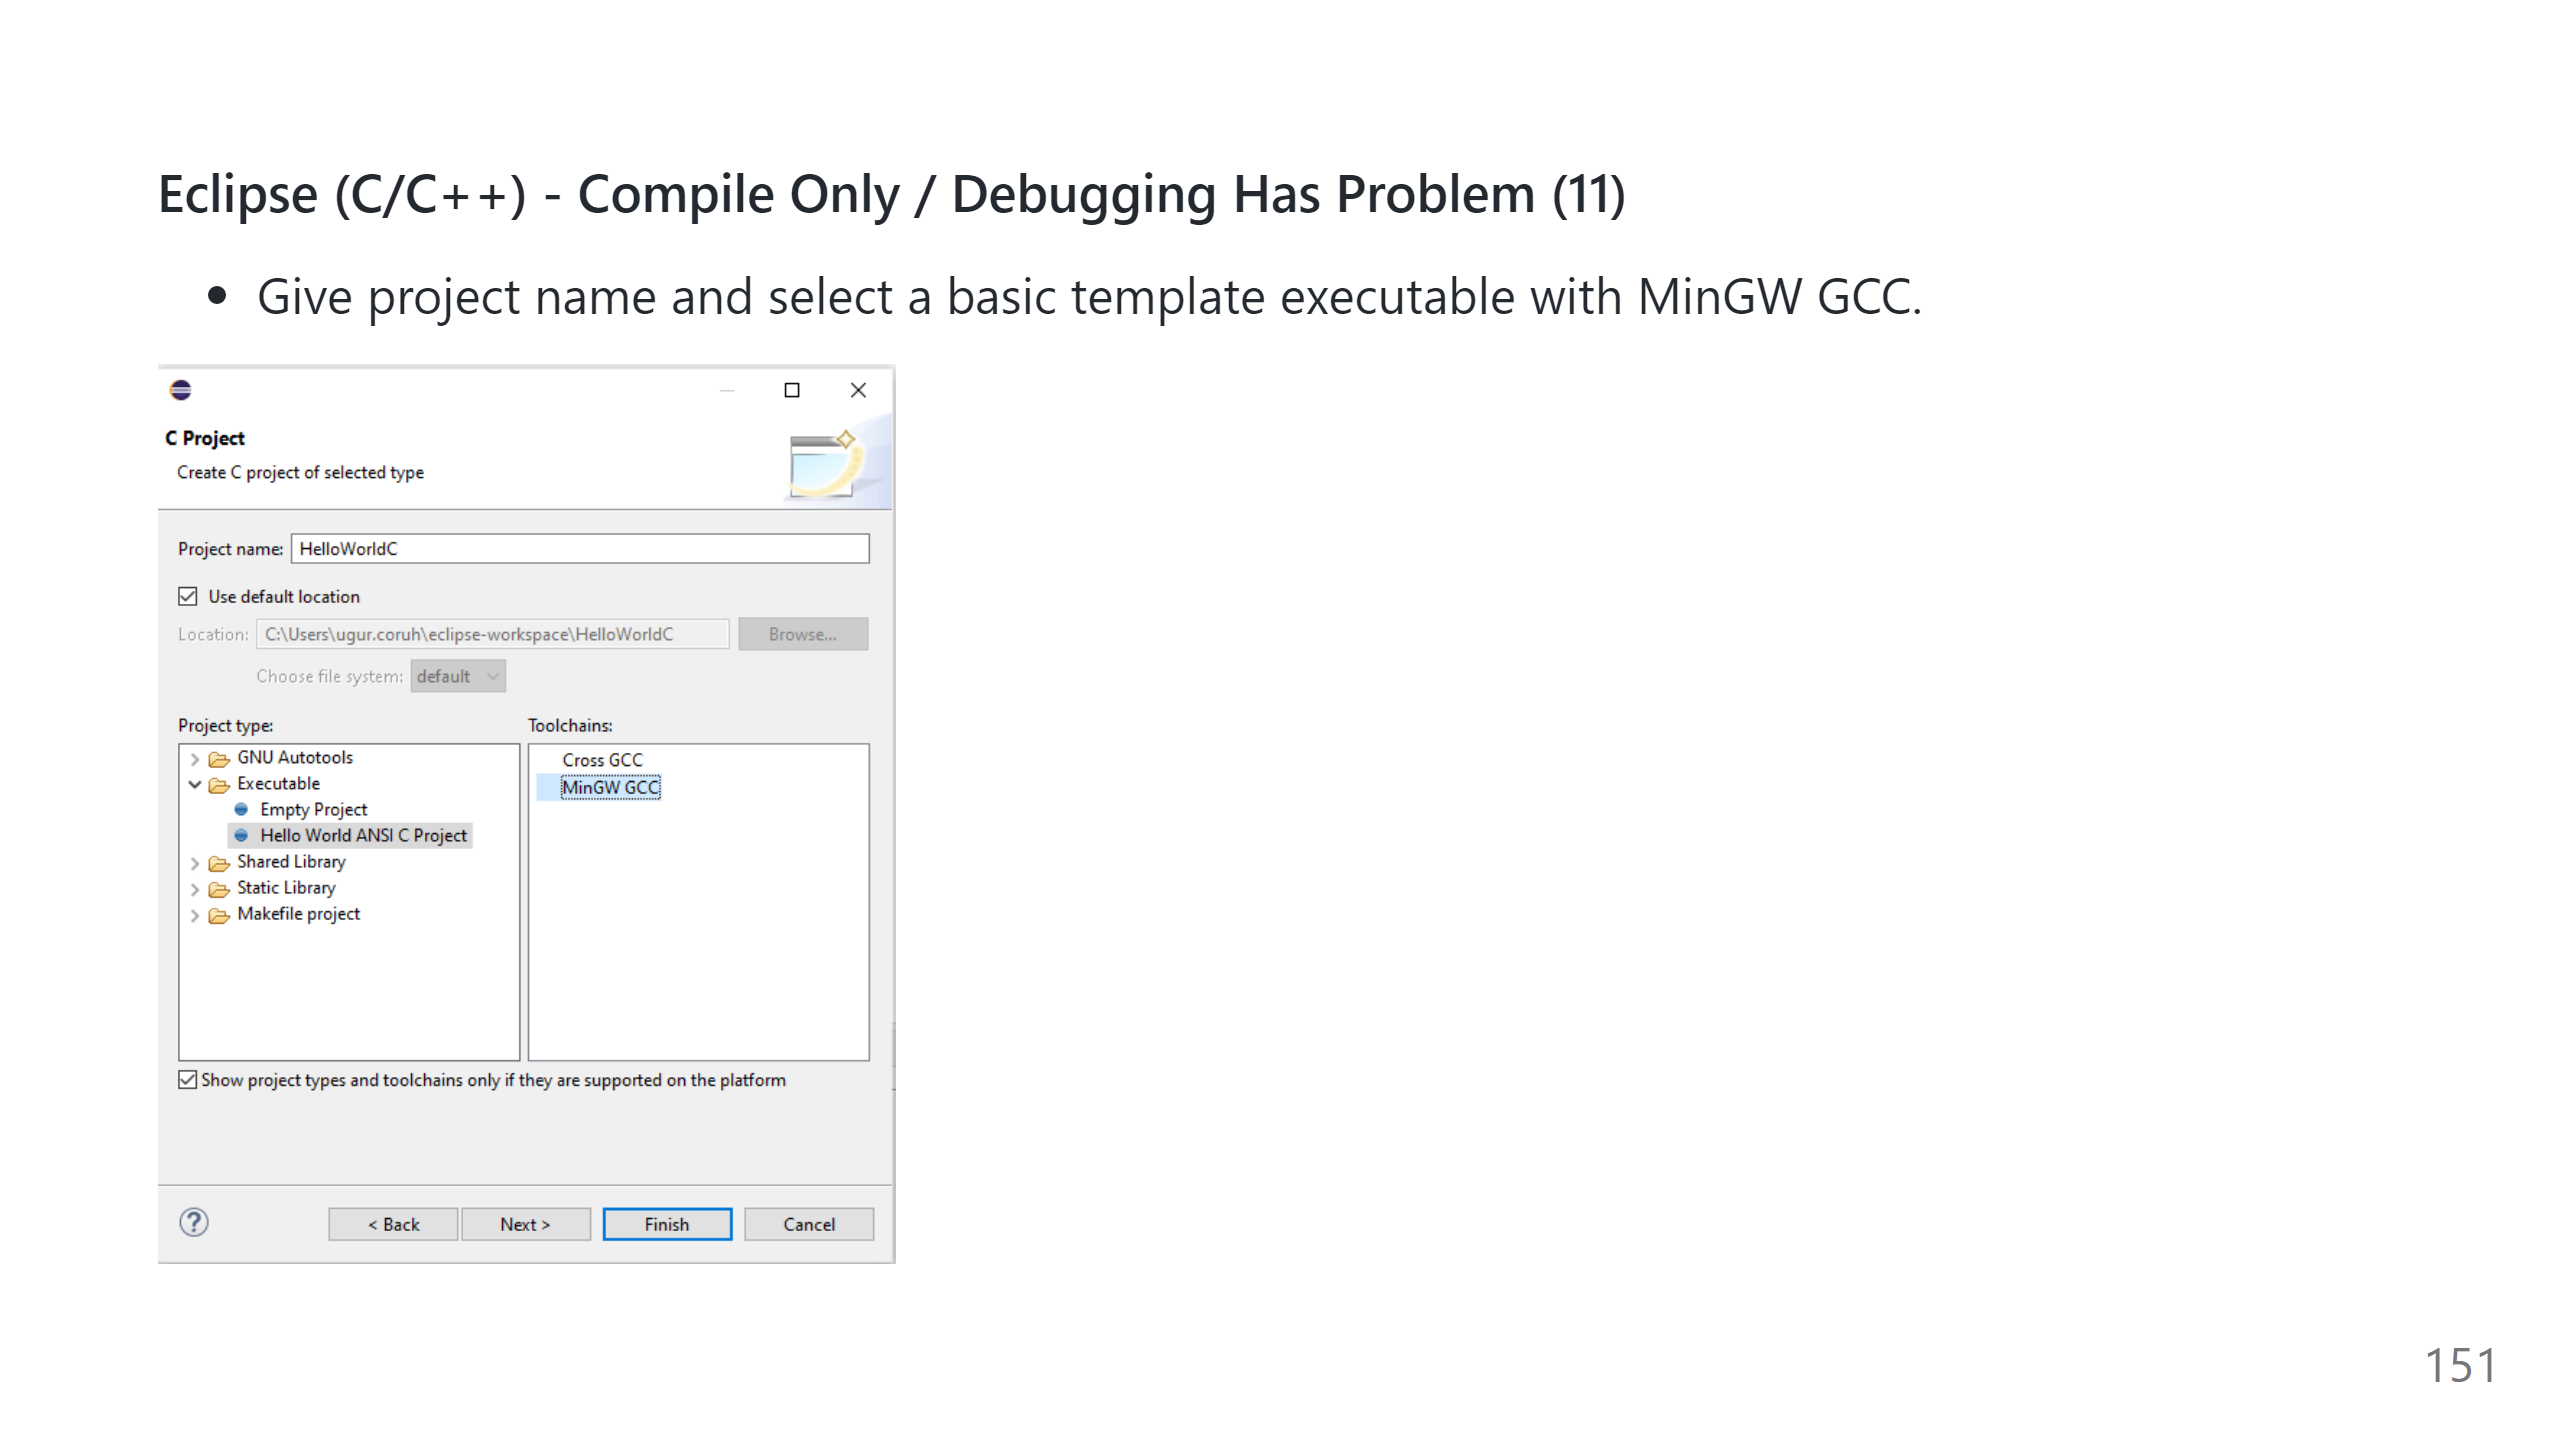 Eclipse (C/C++) - Compile Only / Debugging Has Problem (11)
• Give project name and select a basic template executable with MinGW GCC.
C Project
Create C project of selected type
Project name: HelloWorldC
Use default location
Location: C:\Users\ugur.coruh\eclipse-workspace\HelloWorldC Browse...
Choose file system: default
Project type:
GNU Autotools
Executable
Empty Project
Hello World ANSI C Project
Shared Library
Static Library
Makefile project
Toolchains:
Cross GCC
MinGW GCC
Show project types and toolchains only if they are supported on the platform
? < Back Next > Finish Cancel
151